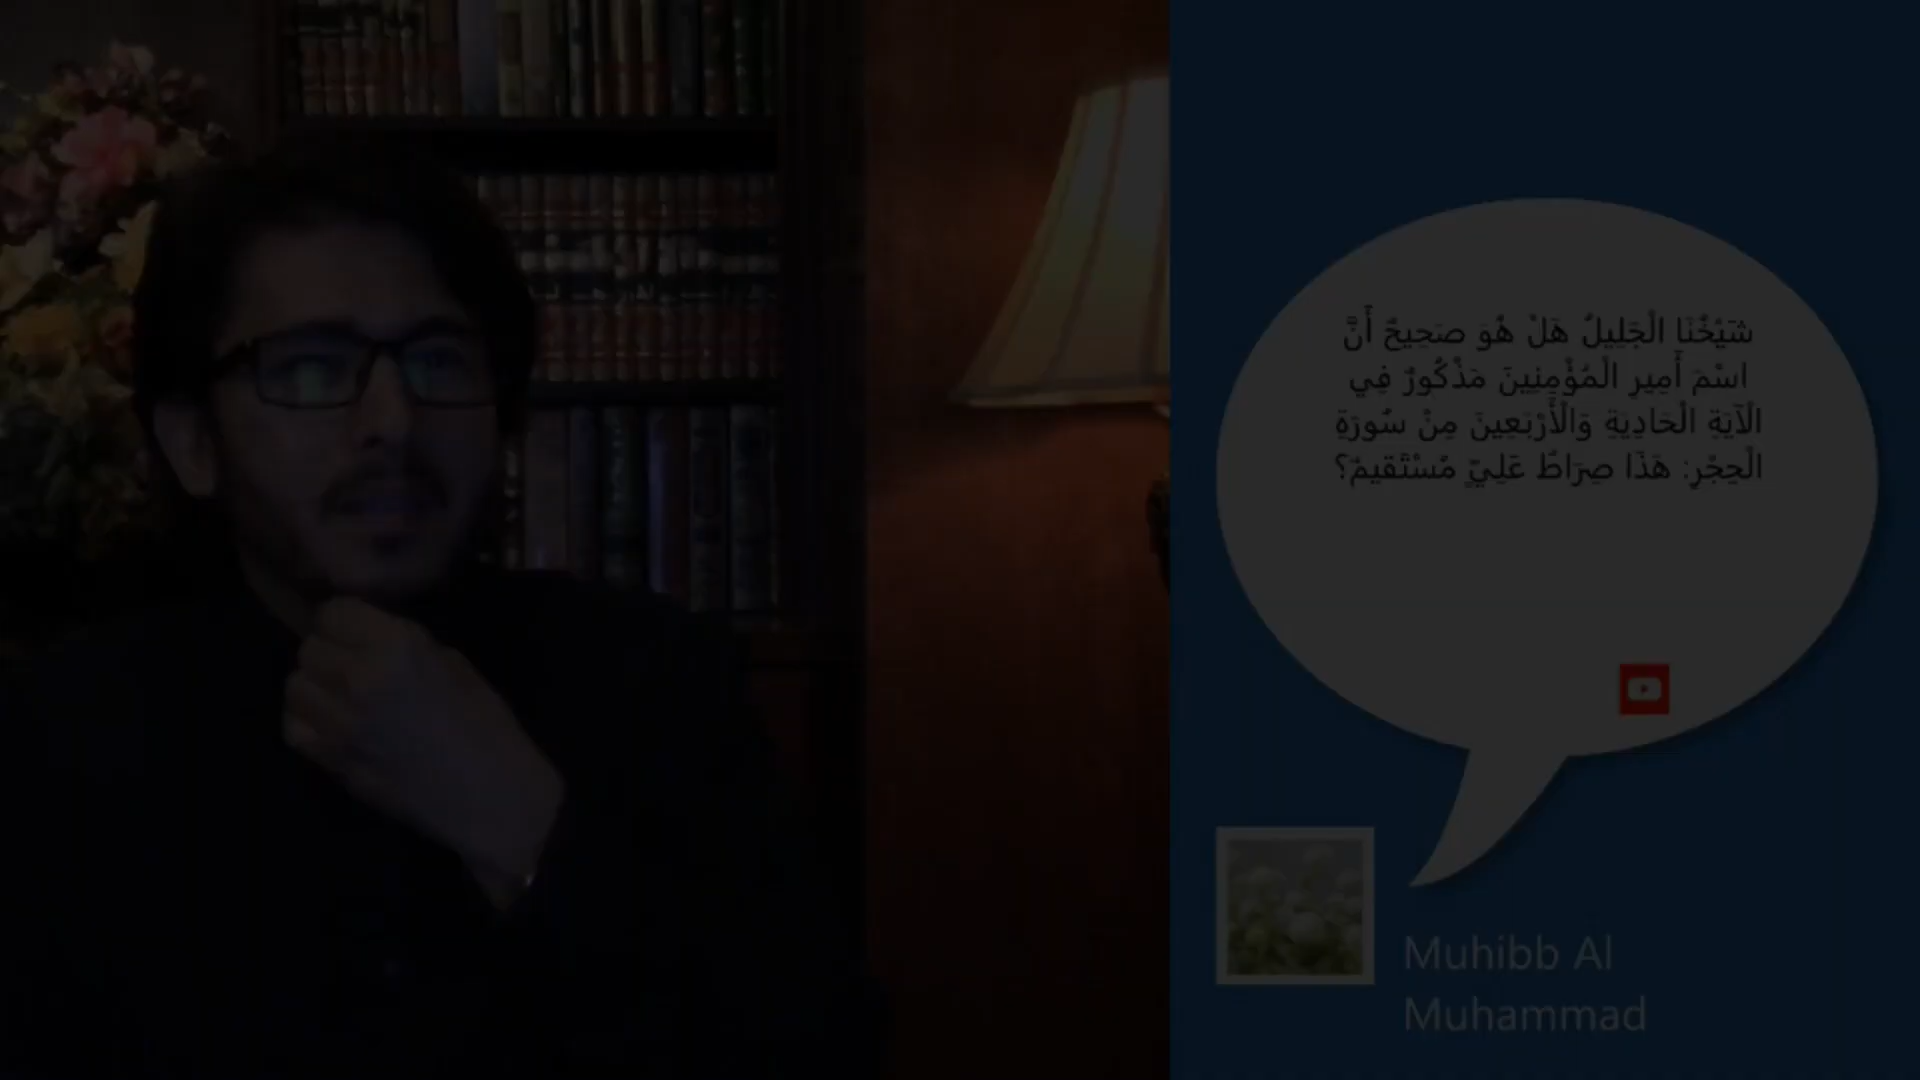 شَيْخُنَا الْجَلِيلُ هَلْ هُوَ صَحِيحٌ أَنَّ
اسْمَ أَمِيرِ الْمُؤْمِنِينَ مَذْكُورٌ فِي
الْآيَةِ الْحَادِيَةِ وَالْأَرْبَعِينَ مِنْ سُورَةِ
الْحِجْرِ: هَذَا صِرَاطُ عَلِيٍّ مُسْتَقِيمٌ؟
Muhibb Al
Muhammad